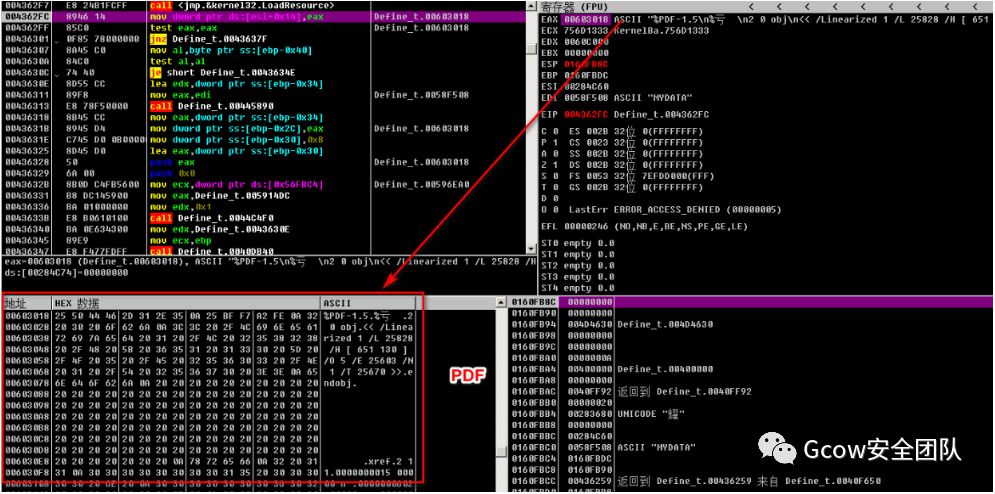 004362F7 E8 24B1FCFF call <jmp.&kernel32.LoadResource>
004362FC 8946 14 mov dword ptr ds:[esi+0x14],eax Define_t.00603018
004362FF 85C0 test eax,eax Define_t.00603018
00436301 0F85 78000000 jnz Define_t.0043637F
00436307 8A45 C0 mov al,byte ptr ss:[ebp-0x40]
0043630A 84C0 test al,al
0043630C 74 40 je short Define_t.0043634E
0043630E 8D55 CC lea edx,dword ptr ss:[ebp-0x34]
00436311 89F8 mov eax,edi Define_t.0058F508
00436313 E8 78F50000 call Define_t.00445890
00436318 8B45 CC mov eax,dword ptr ss:[ebp-0x34]
0043631B 8945 D4 mov dword ptr ss:[ebp-0x2C],eax Define_t.00603018
0043631E C745 D0 0B0000 mov dword ptr ss:[ebp-0x30],0xB
00436325 8D45 D0 lea eax,dword ptr ss:[ebp-0x30]
00436328 50 push eax Define_t.00603018
00436329 6A 00 push 0x0
0043632B 8B0D C4FB5600 mov ecx,dword ptr ds:[0x56FBC4] Define_t.00596EA0
00436331 B8 DC145900 mov eax,Define_t.005914DC
00436336 BA 01000000 mov edx,0x1
0043633B E8 B0610100 call Define_t.0044C4F0
00436340 BA 0E634300 mov edx,Define_t.0043630E
00436345 89E9 mov ecx,ebp
00436347 E8 F477FDFF call Define_t.0040DB40
eax=00603018 (Define_t.00603018), ASCII "%PDF-1.5\n%亏 \n2 0 obj\n<< /Linearized 1 /L 25828 /H
ds:[00284C74]=00000000
寄存器 (FPU) < < < < < < < <
EAX 00603018 ASCII "%PDF-1.5\n%亏 \n2 0 obj\n<< /Linearized 1 /L 25828 /H [ 651
ECX 756D1333 KernelBa.756D1333
EDX 0060C000
EBX 00000000
ESP 0160FB8C
EBP 0160FBDC
ESI 00284C60
EDI 0058F508 ASCII "MYDATA"
EIP 004362FC Define_t.004362FC
C 0 ES 002B 32位 0(FFFFFFFF)
P 1 CS 0023 32位 0(FFFFFFFF)
A 0 SS 002B 32位 0(FFFFFFFF)
Z 1 DS 002B 32位 0(FFFFFFFF)
S 0 FS 0053 32位 7EFDD000(FFF)
T 0 GS 002B 32位 0(FFFFFFFF)
D 0
O 0 LastErr ERROR_ACCESS_DENIED (00000005)
EFL 00000246 (NO,NB,E,BE,NS,PE,GE,LE)
ST0 empty 0.0
ST1 empty 0.0
ST2 empty 0.0
ST3 empty 0.0
ST4 empty 0.0
地址 HEX 数据 ASCII
00603018 25 50 44 46 2D 31 2E 35 0A 25 BF F7 A2 FE 0A 32 %PDF-1.5.%亏 .2
00603028 20 30 20 6F 62 6A 0A 3C 3C 20 2F 4C 69 6E 65 61 0 obj.<< /Linea
00603038 72 69 7A 65 64 20 31 20 2F 4C 20 32 35 38 32 38 rized 1 /L 25828
00603048 20 2F 48 20 5B 20 36 35 31 20 31 33 30 20 5D 20 /H [ 651 130 ]
00603058 2F 4F 20 35 20 2F 45 20 32 35 36 30 33 20 2F 4E /O 5 /E 25603 /N
00603068 20 31 20 2F 54 20 32 35 36 37 30 20 3E 3E 0A 65 1 /T 25670 >>.e
00603078 6E 64 6F 62 6A 0A 20 20 20 20 20 20 20 20 20 20 ndobj.
00603088 20 20 20 20 20 20 20 20 20 20 20 20 20 20 20 20
00603098 20 20 20 20 20 20 20 20 20 20 20 20 20 20 20 20
006030A8 20 20 20 20 20 20 20 20 20 20 20 20 20 20 20 20
006030B8 20 20 20 20 20 20 20 20 20 20 20 20 20 20 20 20
006030C8 20 20 20 20 20 20 20 20 20 20 20 20 20 20 20 20
006030D8 20 20 20 20 20 20 20 20 20 20 20 20 20 20 20 20
006030E8 20 20 20 20 20 20 20 0A 78 72 65 66 0A 32 20 31 .xref.2 1
006030F8 31 0A 30 30 30 30 30 30 30 30 31 35 20 30 30 30 1.0000000015 000
PDF
0160FB8C 00000000
0160FB90 00000000
0160FB94 004D4630 Define_t.004D4630
0160FB98 00000000
0160FB9C 00000000
0160FBA0 0000000A
0160FBA4 00400000 Define_t.00400000
0160FBA8 00000000
0160FBAC 0040FF92 返回到 Define_t.0040FF92
0160FBB0 00000020
0160FBB4 00283680 UNICODE "耀"
0160FBB8 00000000
0160FBBC 00284C60
0160FBC0 0058F508 ASCII "MYDATA"
0160FBC4 00000000
0160FBC8 0160FB90
0160FBCC 00436259 返回到 Define_t.00436259 来自 Define_t.0040F650
Gcow安全团队